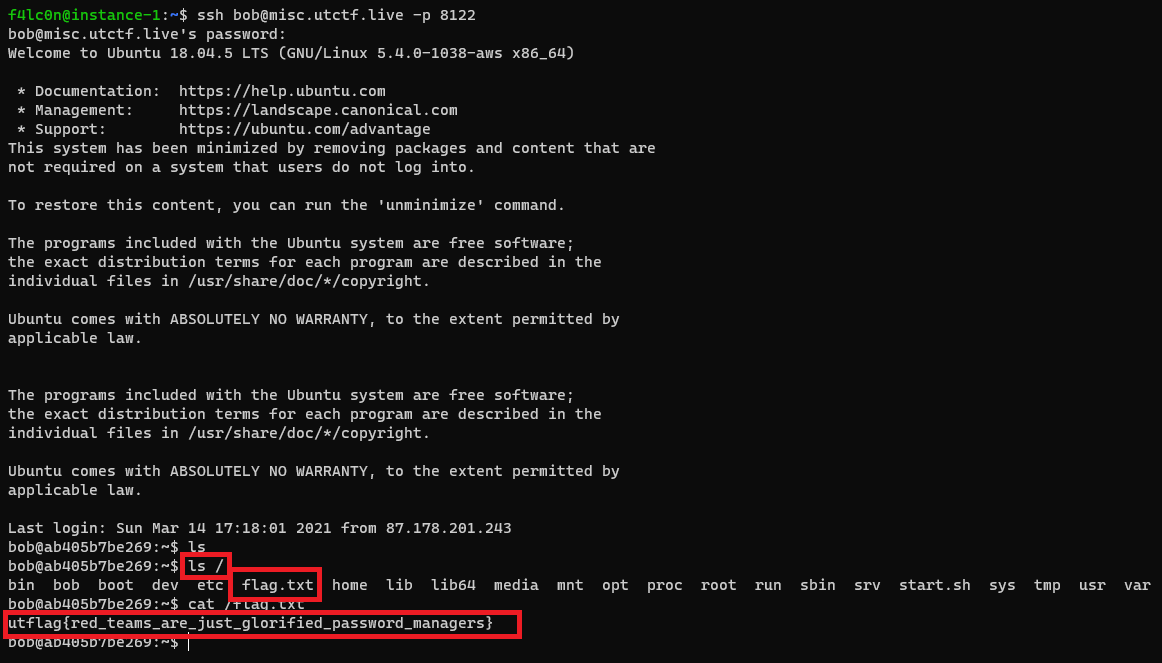 f4lc0n@instance-1:~$ ssh bob@misc.utctf.live -p 8122
bob@misc.utctf.live's password:
Welcome to Ubuntu 18.04.5 LTS (GNU/Linux 5.4.0-1038-aws x86_64)
* Documentation:  https://help.ubuntu.com
* Management:     https://landscape.canonical.com
* Support:        https://ubuntu.com/advantage
This system has been minimized by removing packages and content that are
not required on a system that users do not log into.
To restore this content, you can run the 'unminimize' command.
The programs included with the Ubuntu system are free software;
the exact distribution terms for each program are described in the
individual files in /usr/share/doc/*/copyright.
Ubuntu comes with ABSOLUTELY NO WARRANTY, to the extent permitted by
applicable law.
The programs included with the Ubuntu system are free software;
the exact distribution terms for each program are described in the
individual files in /usr/share/doc/*/copyright.
Ubuntu comes with ABSOLUTELY NO WARRANTY, to the extent permitted by
applicable law.
Last login: Sun Mar 14 17:18:01 2021 from 87.178.201.243
bob@ab405b7be269:~$ ls
bob@ab405b7be269:~$ ls /
bin  bob  boot  dev  etc  flag.txt  home  lib  lib64  media  mnt  opt  proc  root  run  sbin  srv  start.sh  sys  tmp  usr  var
bob@ab405b7be269:~$ cat /flag.txt
utflag{red_teams_are_just_glorified_password_managers}
bob@ab405b7be269:~$